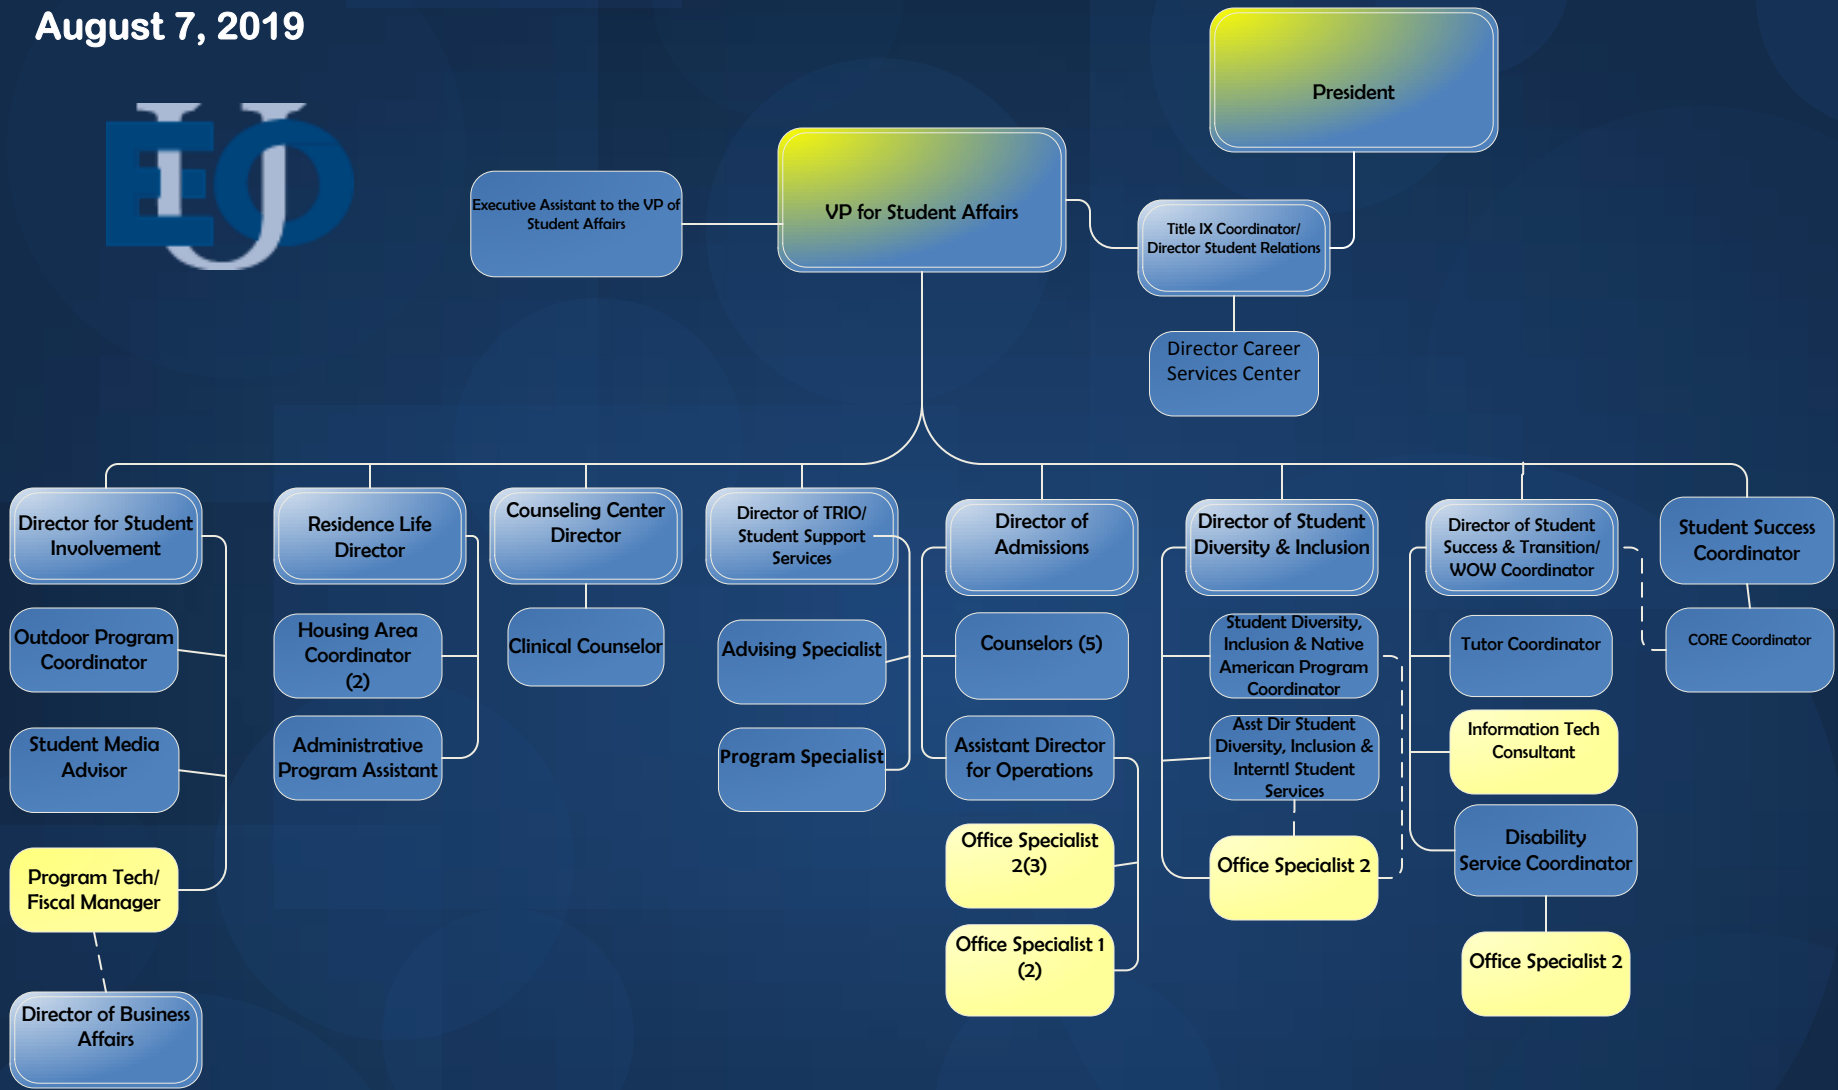 August 7, 2019
EOU
President
VP for Student Affairs
Executive Assistant to the VP of
Student Affairs
Title IX Coordinator/
Director Student Relations
Director Career
Services Center
Director for Student
Involvement
Outdoor Program
Coordinator
Student Media
Advisor
Program Tech/
Fiscal Manager
Director of Business
Affairs
Residence Life
Director
Housing Area
Coordinator
(2)
Administrative
Program Assistant
Counseling Center
Director
Clinical Counselor
Director of TRIO/
Student Support
Services
Advising Specialist
Program Specialist
Director of
Admissions
Counselors (5)
Assistant Director
for Operations
Office Specialist
2(3)
Office Specialist 1
(2)
Director of Student
Diversity & Inclusion
Student Diversity,
Inclusion & Native
American Program
Coordinator
Asst Dir Student
Diversity, Inclusion &
Interntl Student
Services
Office Specialist 2
Director of Student
Success & Transition/
WOW Coordinator
Tutor Coordinator
Information Tech
Consultant
Disability
Service Coordinator
Office Specialist 2
Student Success
Coordinator
CORE Coordinator